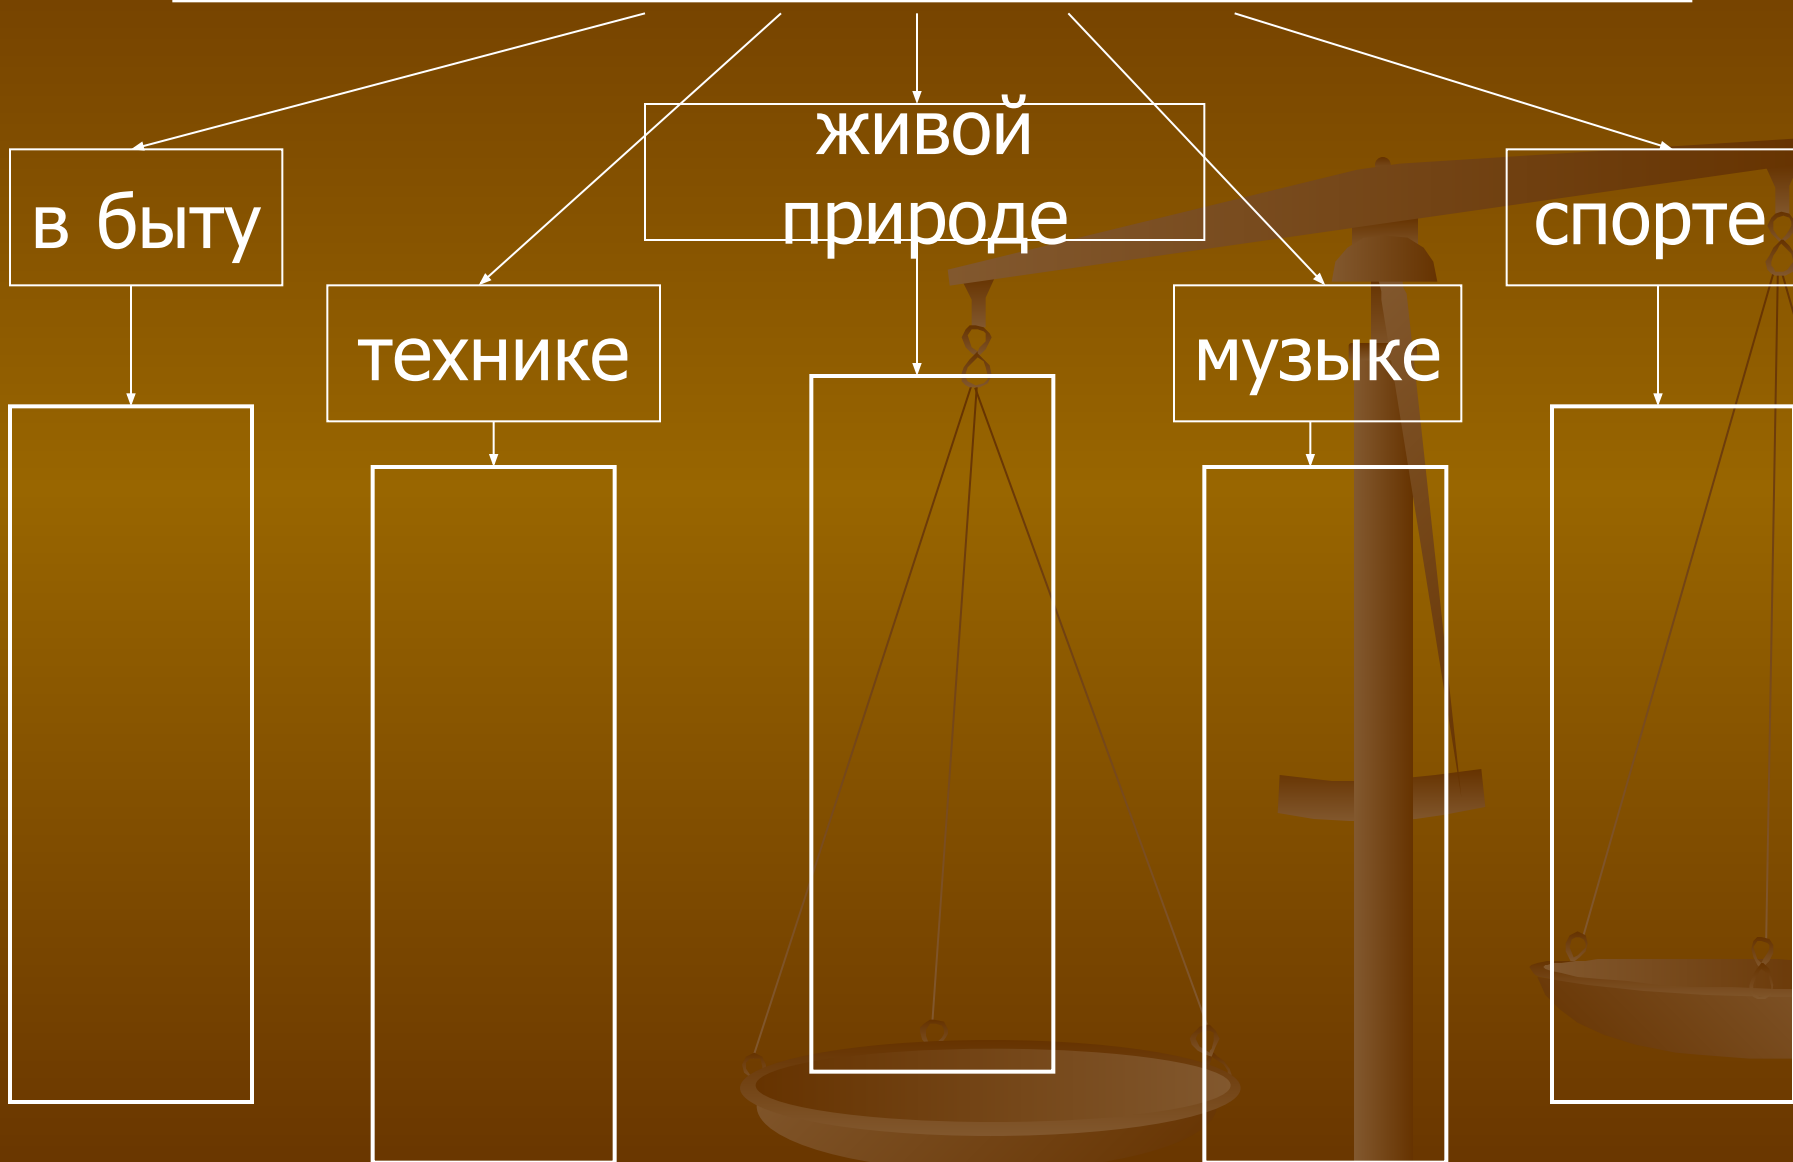 живой
природе
в быту
спорте
технике
музыке